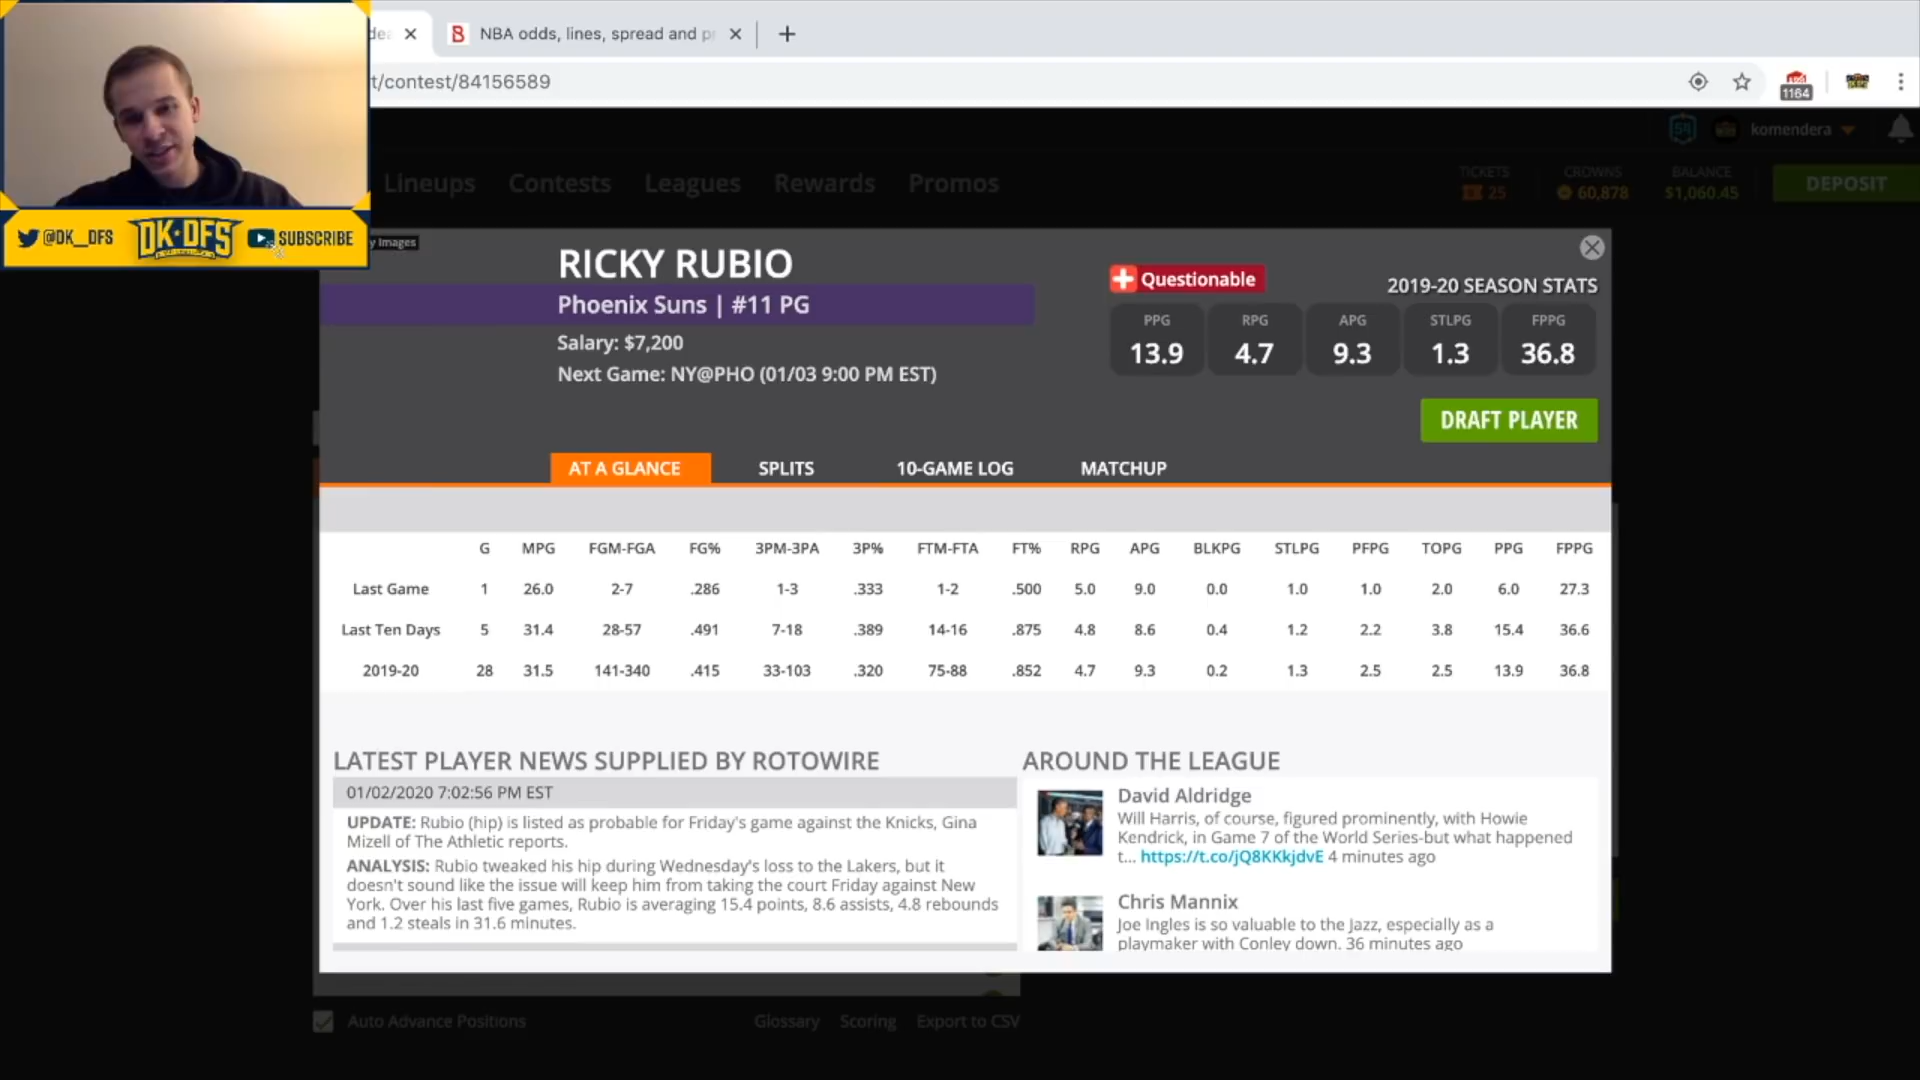 NBA odds, lines, spread and
t/contest/84156589
1164
komendera
Lineups Contests Leagues Rewards Promos
TICKETS CROWNS BALANCE
25 60,878 $1,060.45
DEPOSIT
@DK__DFS DK★DFS SUBSCRIBE
y Images
RICKY RUBIO
Phoenix Suns | #11 PG
Salary: $7,200
Next Game: NY@PHO (01/03 9:00 PM EST)
Questionable
2019-20 SEASON STATS
PPG RPG APG STLPG FPPG
13.9 4.7 9.3 1.3 36.8
DRAFT PLAYER
AT A GLANCE SPLITS 10-GAME LOG MATCHUP
G MPG FGM-FGA FG% 3PM-3PA 3P% FTM-FTA FT% RPG APG BLKPG STLPG PFPG TOPG PPG FPPG
Last Game 1 26.0 2-7 .286 1-3 .333 1-2 .500 5.0 9.0 0.0 1.0 1.0 2.0 6.0 27.3
Last Ten Days 5 31.4 28-57 .491 7-18 .389 14-16 .875 4.8 8.6 0.4 1.2 2.2 3.8 15.4 36.6
2019-20 28 31.5 141-340 .415 33-103 .320 75-88 .852 4.7 9.3 0.2 1.3 2.5 2.5 13.9 36.8
LATEST PLAYER NEWS SUPPLIED BY ROTOWIRE
01/02/2020 7:02:56 PM EST
UPDATE: Rubio (hip) is listed as probable for Friday's game against the Knicks, Gina
Mizell of The Athletic reports.
ANALYSIS: Rubio tweaked his hip during Wednesday's loss to the Lakers, but it
doesn't sound like the issue will keep him from taking the court Friday against New
York. Over his last five games, Rubio is averaging 15.4 points, 8.6 assists, 4.8 rebounds
and 1.2 steals in 31.6 minutes.
AROUND THE LEAGUE
David Aldridge
Will Harris, of course, figured prominently, with Howie
Kendrick, in Game 7 of the World Series-but what happened
t... https://t.co/jQ8KKkjdvE 4 minutes ago
Chris Mannix
Joe Ingles is so valuable to the Jazz, especially as a
playmaker with Conley down. 36 minutes ago
Auto Advance Positions
Glossary Scoring Export to CSV